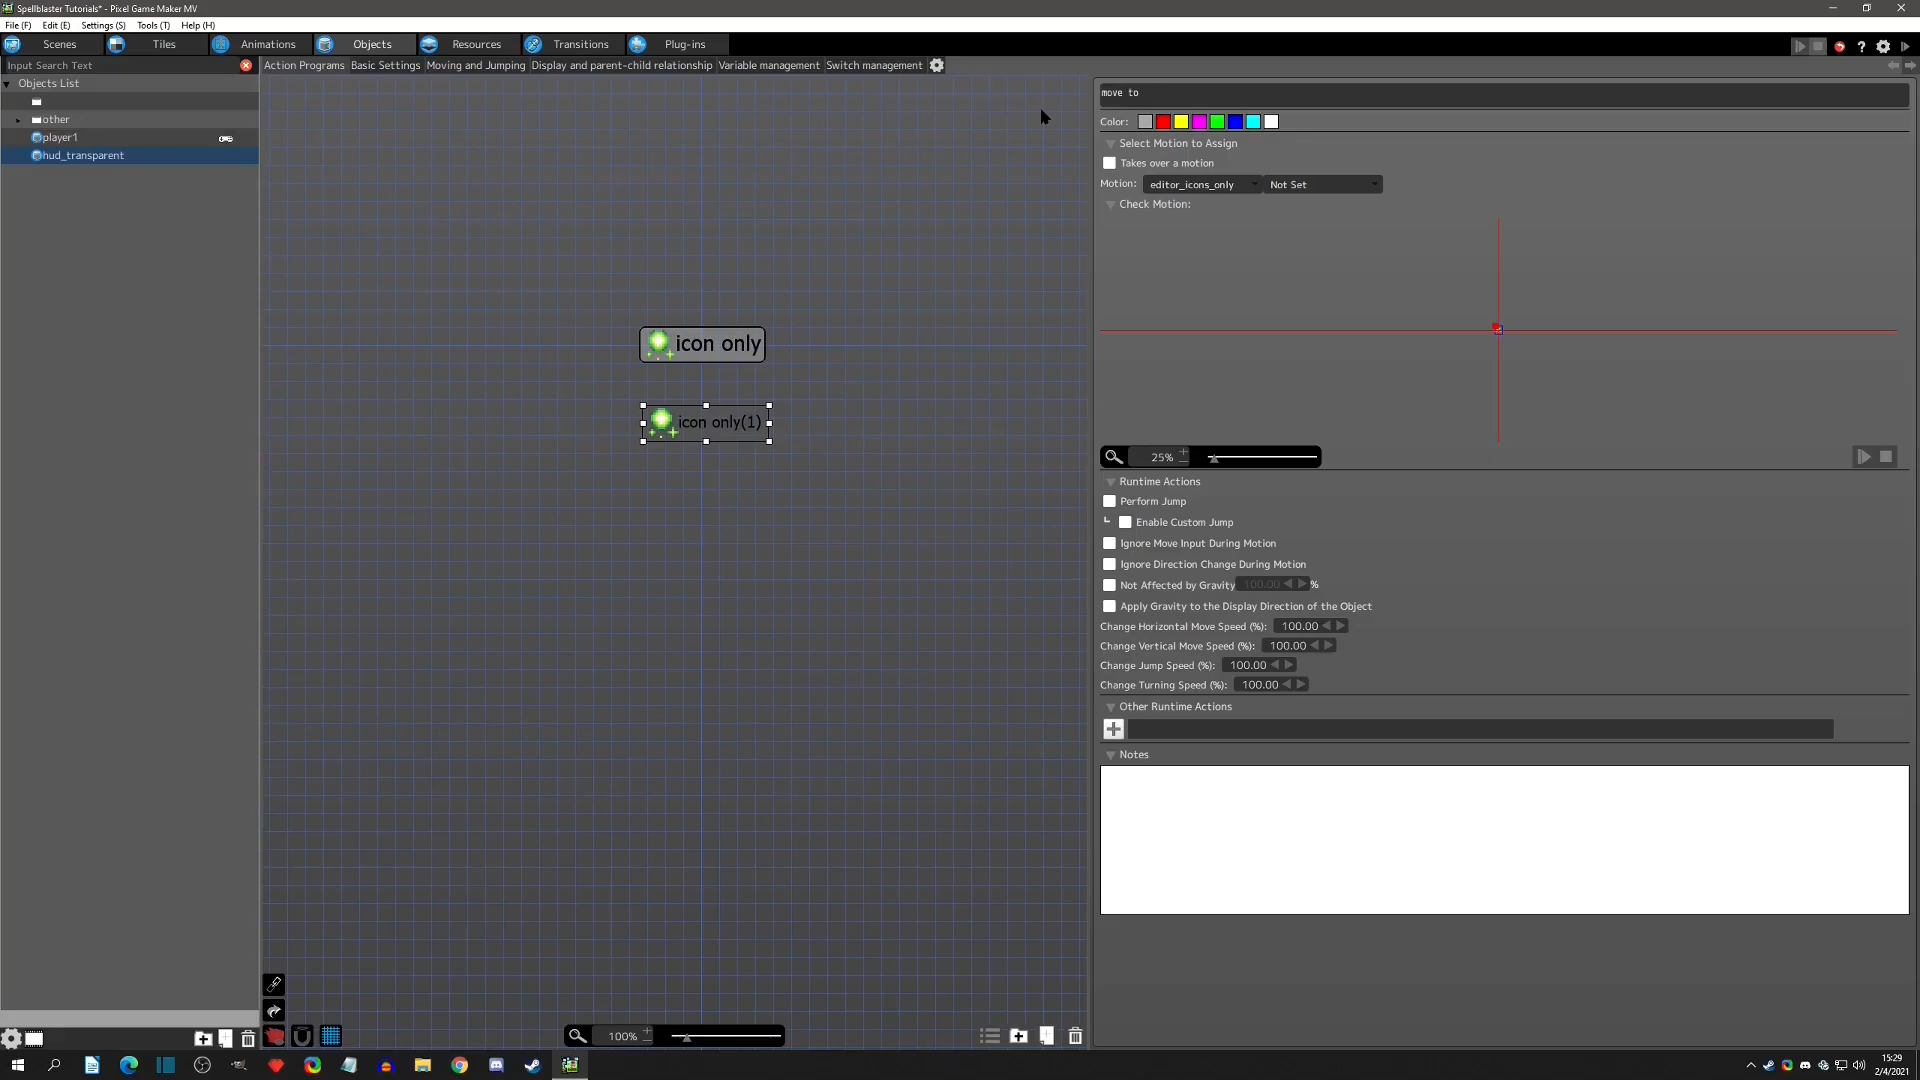 Spellblaster Tutorials* - Pixel Game Maker MV
File (F) Edit (E) Settings (S) Tools (T) Help (H)
Scenes Tiles Animations Objects Resources Transitions Plug-ins
Input Search Text
Action Programs Basic Settings Moving and Jumping Display and parent-child relationship Variable management Switch management
Objects List
other
player1
hud_transparent
icon only
icon only(1)
100%
move to
Color:
Select Motion to Assign
Takes over a motion
Motion: editor_icons_only Not Set
Check Motion:
25%
Runtime Actions
Perform Jump
Enable Custom Jump
Ignore Move Input During Motion
Ignore Direction Change During Motion
Not Affected by Gravity 100.00 %
Apply Gravity to the Display Direction of the Object
Change Horizontal Move Speed (%): 100.00
Change Vertical Move Speed (%): 100.00
Change Jump Speed (%): 100.00
Change Turning Speed (%): 100.00
Other Runtime Actions
Notes
15:29
2/4/2021